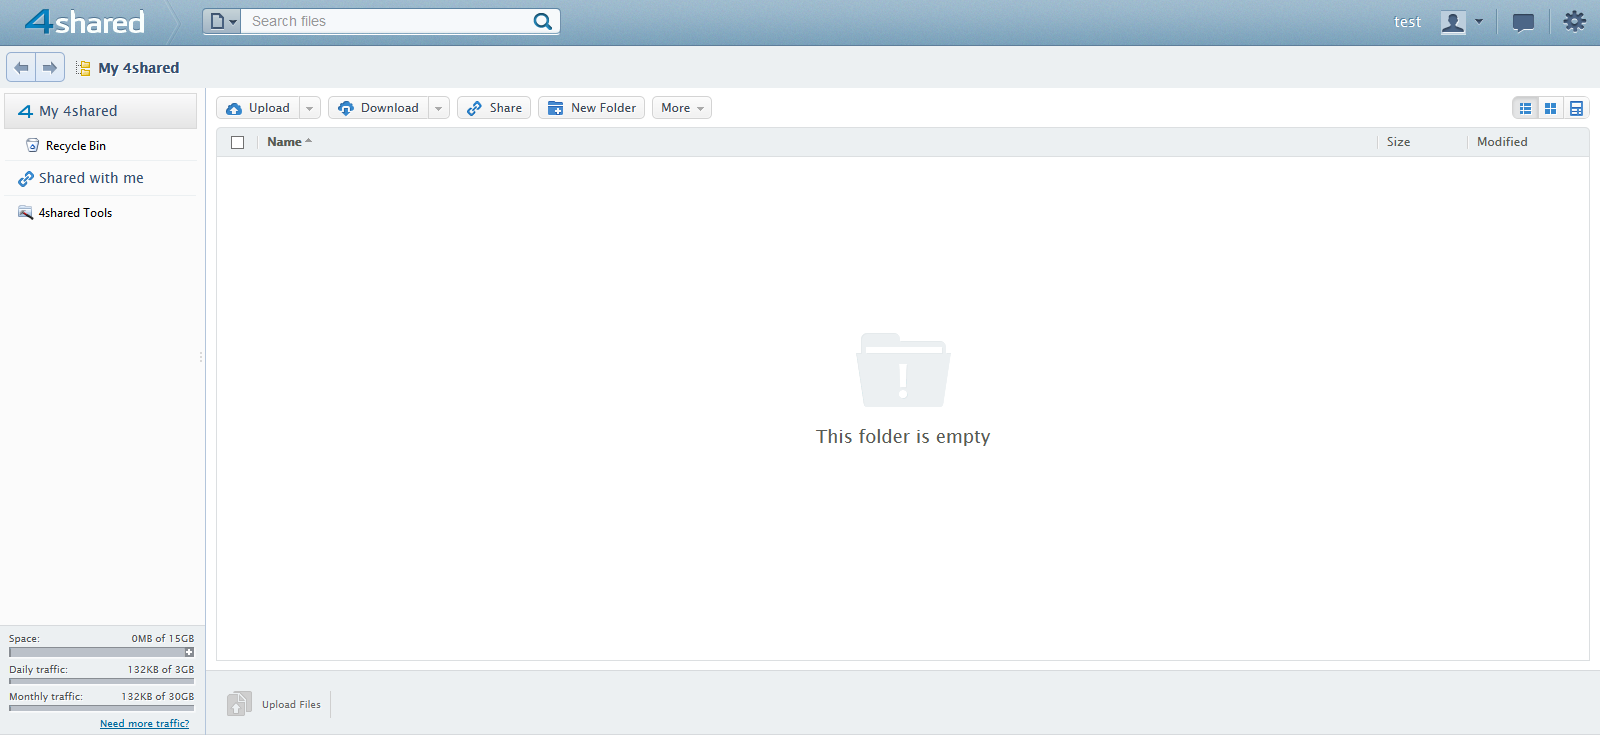 4shared
Search files
test
My 4shared
My 4shared
Recycle Bin
Shared with me
4shared Tools
Upload
Download
Share
New Folder
More
Name
Size
Modified
This folder is empty
Space: 0MB of 15GB
Daily traffic: 132KB of 3GB
Monthly traffic: 132KB of 30GB
Need more traffic?
Upload Files